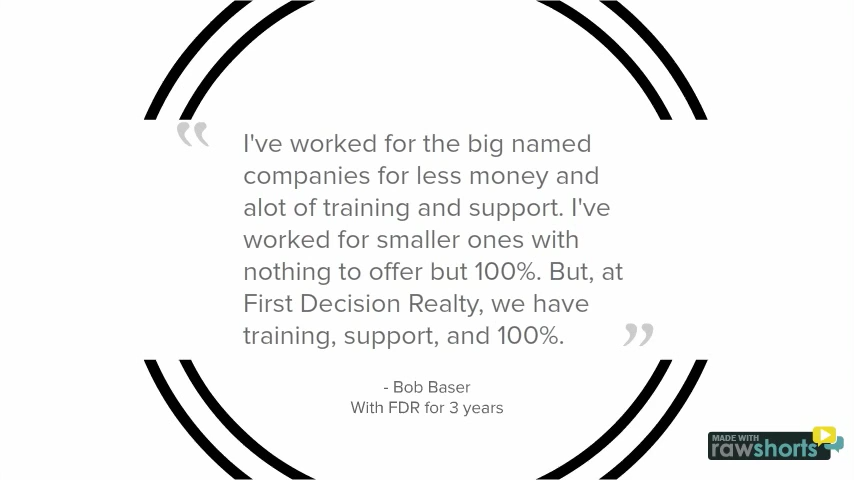 “
I've worked for the big named
companies for less money and
alot of training and support. I've
worked for smaller ones with
nothing to offer but 100%. But, at
First Decision Realty, we have
training, support, and 100%.
”
- Bob Baser
With FDR for 3 years
MADE WITH
rawshorts